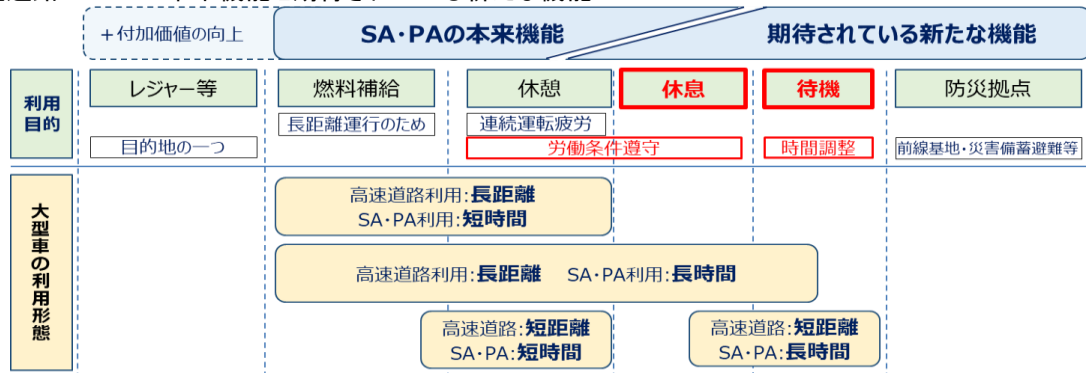 +付加価値の向上
SA・PAの本来機能
期待されている新たな機能
利用
目的
レジャー等
燃料補給
休憩
休息
待機
防災拠点
長距離運行のため
連続運転疲労
目的地の一つ
労働条件遵守
時間調整
前線基地・災害備蓄避難等
大型車の利用形態
高速道路利用:長距離
SA・PA利用:短時間
高速道路利用:長距離 SA・PA利用:長時間
高速道路:短距離
SA・PA:短時間
高速道路:短距離
SA・PA:長時間